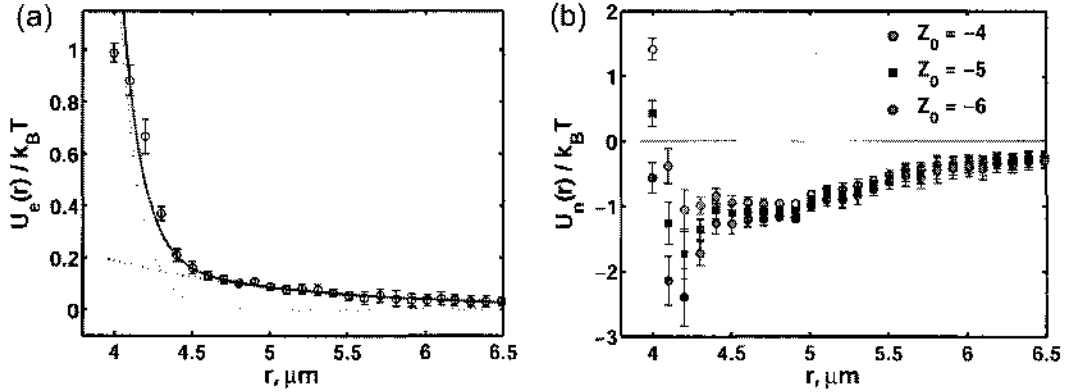 (a)
1
0.8
0.6
0.4
0.2
0
U_e(r) / k_BT
4
4.5
5
5.5
6
6.5
r, μm
(b)
2
1
0
−1
−2
−3
U_n(r) / k_BT
Z_0 = −4
Z_0 = −5
Z_0 = −6
4
4.5
5
5.5
6
6.5
r, μm